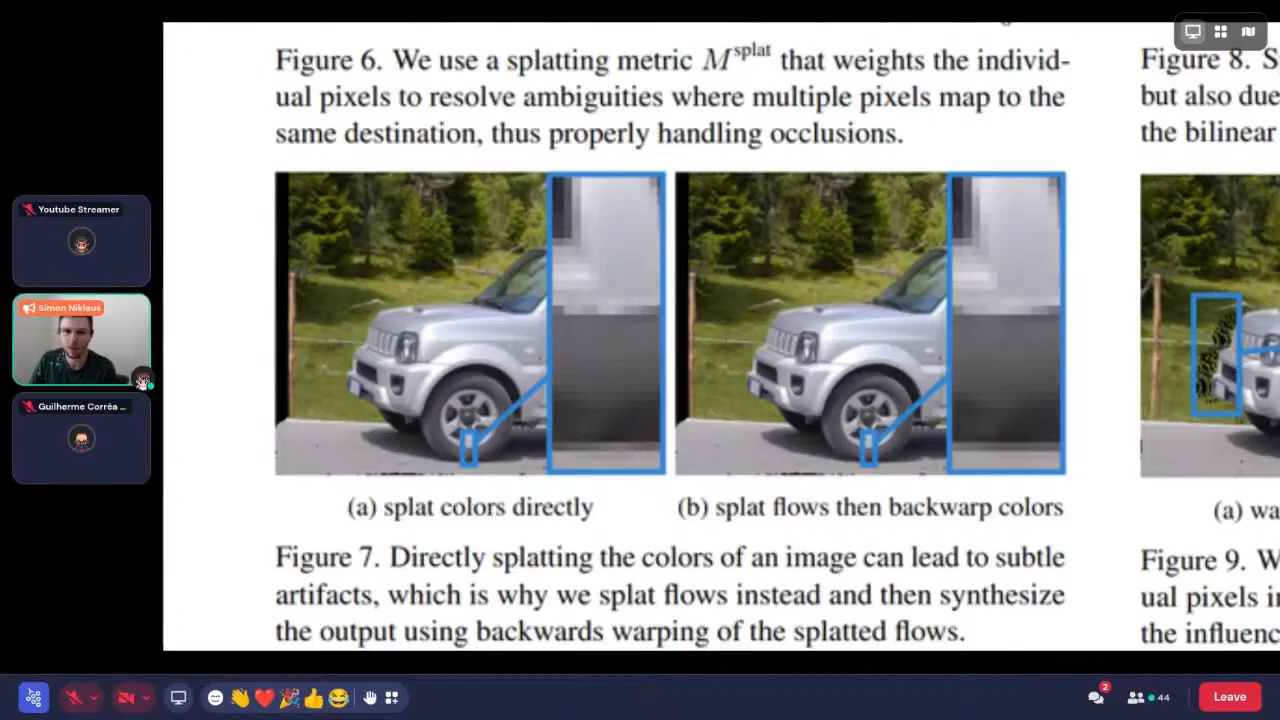 Figure 6. We use a splatting metric M^splat that weights the individ-
ual pixels to resolve ambiguities where multiple pixels map to the
same destination, thus properly handling occlusions.
(a) splat colors directly
(b) splat flows then backwarp colors
Figure 7. Directly splatting the colors of an image can lead to subtle
artifacts, which is why we splat flows instead and then synthesize
the output using backwards warping of the splatted flows.
Figure 8. S
but also due
the bilinear
(a) wa
Figure 9. W
ual pixels i
the influenc
Youtube Streamer
Simon Niklaus
Guilherme Corrêa ...
2
44
Leave